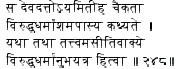 स देवदत्तोऽयमितीह चैकता
विरुद्धधर्मांशमपास्य कथ्यते ।
यथा तथा तत्त्वमसीतिवाक्ये
विरुद्धधर्मानुभयत्र हित्वा ॥ २४८॥